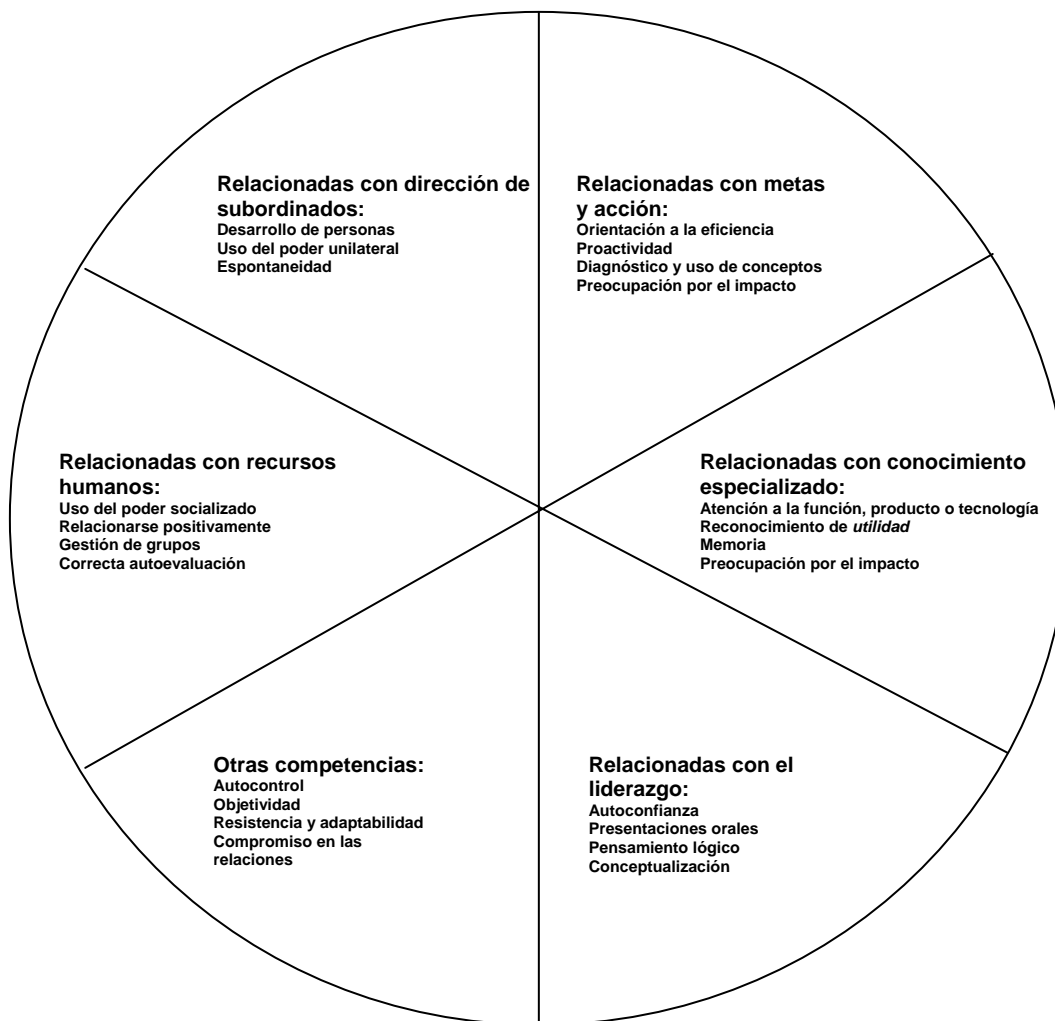 Relacionadas con dirección de
subordinados:
Desarrollo de personas
Uso del poder unilateral
Espontaneidad
Relacionadas con metas
y acción:
Orientación a la eficiencia
Proactividad
Diagnóstico y uso de conceptos
Preocupación por el impacto
Relacionadas con recursos
humanos:
Uso del poder socializado
Relacionarse positivamente
Gestión de grupos
Correcta autoevaluación
Relacionadas con conocimiento
especializado:
Atención a la función, producto o tecnología
Reconocimiento de utilidad
Memoria
Preocupación por el impacto
Otras competencias:
Autocontrol
Objetividad
Resistencia y adaptabilidad
Compromiso en las
relaciones
Relacionadas con el
liderazgo:
Autoconfianza
Presentaciones orales
Pensamiento lógico
Conceptualización